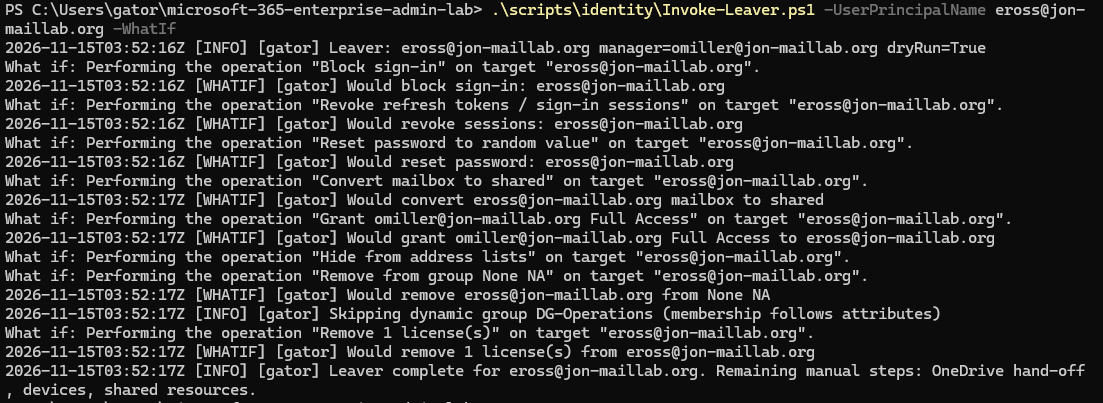 PS C:\Users\gator\microsoft-365-enterprise-admin-lab> .\scripts\identity\Invoke-Leaver.ps1 -UserPrincipalName eross@jon-
maillab.org -WhatIf
2026-11-15T03:52:16Z [INFO] [gator] Leaver: eross@jon-maillab.org manager=omiller@jon-maillab.org dryRun=True
What if: Performing the operation "Block sign-in" on target "eross@jon-maillab.org".
2026-11-15T03:52:16Z [WHATIF] [gator] Would block sign-in: eross@jon-maillab.org
What if: Performing the operation "Revoke refresh tokens / sign-in sessions" on target "eross@jon-maillab.org".
2026-11-15T03:52:16Z [WHATIF] [gator] Would revoke sessions: eross@jon-maillab.org
What if: Performing the operation "Reset password to random value" on target "eross@jon-maillab.org".
2026-11-15T03:52:16Z [WHATIF] [gator] Would reset password: eross@jon-maillab.org
What if: Performing the operation "Convert mailbox to shared" on target "eross@jon-maillab.org".
2026-11-15T03:52:17Z [WHATIF] [gator] Would convert eross@jon-maillab.org mailbox to shared
What if: Performing the operation "Grant omiller@jon-maillab.org Full Access" on target "eross@jon-maillab.org".
2026-11-15T03:52:17Z [WHATIF] [gator] Would grant omiller@jon-maillab.org Full Access to eross@jon-maillab.org
What if: Performing the operation "Hide from address lists" on target "eross@jon-maillab.org".
What if: Performing the operation "Remove from group None NA" on target "eross@jon-maillab.org".
2026-11-15T03:52:17Z [WHATIF] [gator] Would remove eross@jon-maillab.org from None NA
2026-11-15T03:52:17Z [INFO] [gator] Skipping dynamic group DG-Operations (membership follows attributes)
What if: Performing the operation "Remove 1 license(s)" on target "eross@jon-maillab.org".
2026-11-15T03:52:17Z [WHATIF] [gator] Would remove 1 license(s) from eross@jon-maillab.org
2026-11-15T03:52:17Z [INFO] [gator] Leaver complete for eross@jon-maillab.org. Remaining manual steps: OneDrive hand-off
, devices, shared resources.